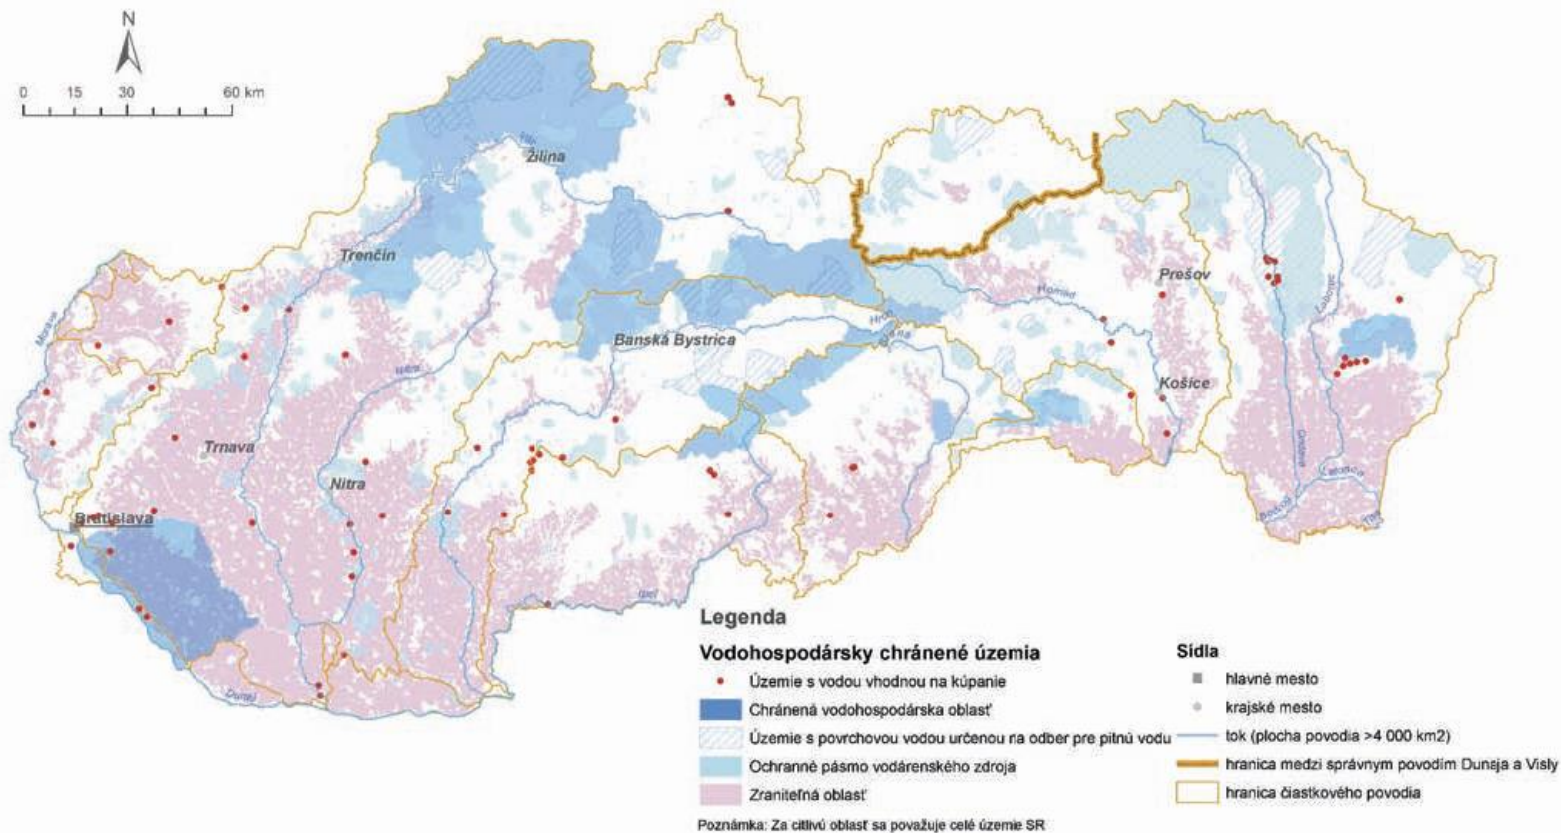 N
0 15 30 60 km
Žilina
Trenčín
Prešov
Morava
Hornád
Laborec
Hron
Banská Bystrica
Nitra
Košice
Trnava
Ondava
Nitra
Latorica
Bodrog
Bratislava
Ipeľ
Dunaj
Legenda
Vodohospodársky chránené územia
Územie s vodou vhodnou na kúpanie
Chránená vodohospodárska oblasť
Územie s povrchovou vodou určenou na odber pre pitnú vodu
Ochranné pásmo vodárenského zdroja
Zraniteľná oblasť
Poznámka: Za citlivú oblasť sa považuje celé územie SR
Sídla
hlavné mesto
krajské mesto
tok (plocha povodia >4 000 km2)
hranica medzi správnym povodím Dunaja a Visly
hranica čiastkového povodia